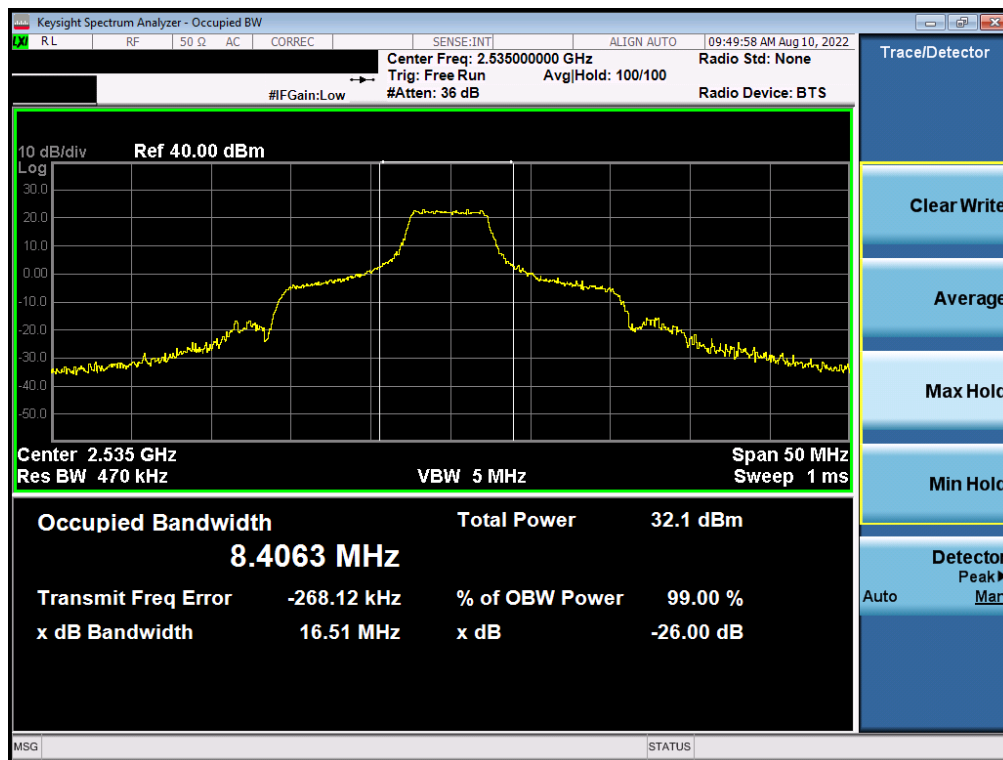 Keysight Spectrum Analyzer - Occupied BW
LXI RL RF 50 Ω AC CORREC SENSE:INT ALIGN AUTO 09:49:58 AM Aug 10, 2022
Center Freq: 2.535000000 GHz Radio Std: None
Trig: Free Run Avg|Hold: 100/100
#IFGain:Low #Atten: 36 dB Radio Device: BTS
Trace/Detector
10 dB/div Ref 40.00 dBm
Log
30.0
20.0
10.0
0.00
-10.0
-20.0
-30.0
-40.0
-50.0
Center 2.535 GHz Span 50 MHz
Res BW 470 kHz VBW 5 MHz Sweep 1 ms
Occupied Bandwidth Total Power 32.1 dBm
8.4063 MHz
Transmit Freq Error -268.12 kHz % of OBW Power 99.00 %
x dB Bandwidth 16.51 MHz x dB -26.00 dB
Clear Write
Average
Max Hold
Min Hold
Detector
Peak
Auto Man
MSG STATUS